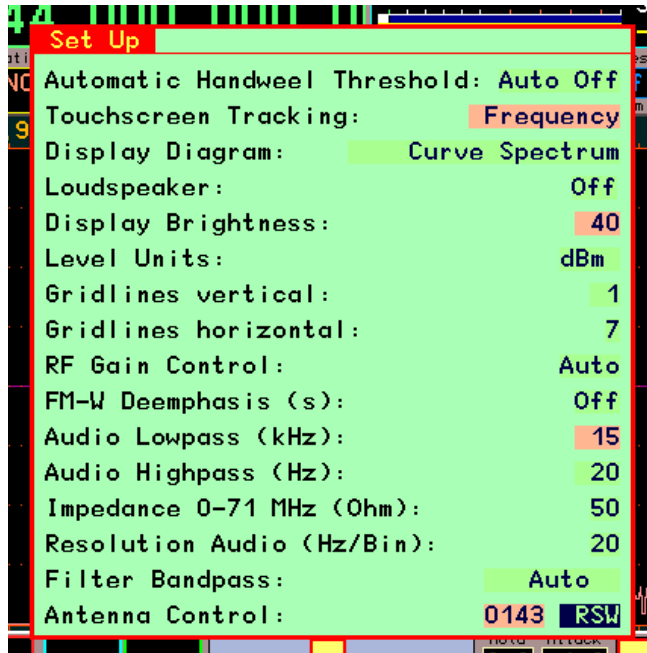 Set Up
Automatic Handweel Threshold: Auto Off
Touchscreen Tracking: Frequency
Display Diagram: Curve Spectrum
Loudspeaker: Off
Display Brightness: 40
Level Units: dBm
Gridlines vertical: 1
Gridlines horizontal: 7
RF Gain Control: Auto
FM-W Deemphasis (s): Off
Audio Lowpass (kHz): 15
Audio Highpass (Hz): 20
Impedance 0-71 MHz (Ohm): 50
Resolution Audio (Hz/Bin): 20
Filter Bandpass: Auto
Antenna Control: 0143 RSW